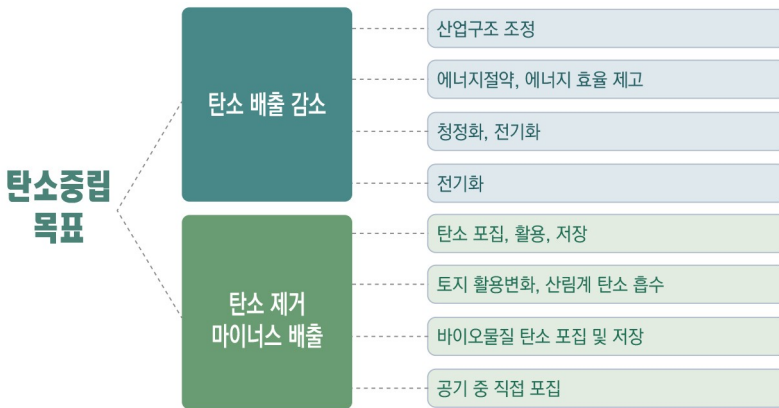 탄소중립
목표
탄소 배출 감소
산업구조 조정
에너지절약, 에너지 효율 제고
청정화, 전기화
전기화
탄소 제거
마이너스 배출
탄소 포집, 활용, 저장
토지 활용변화, 산림계 탄소 흡수
바이오물질 탄소 포집 및 저장
공기 중 직접 포집